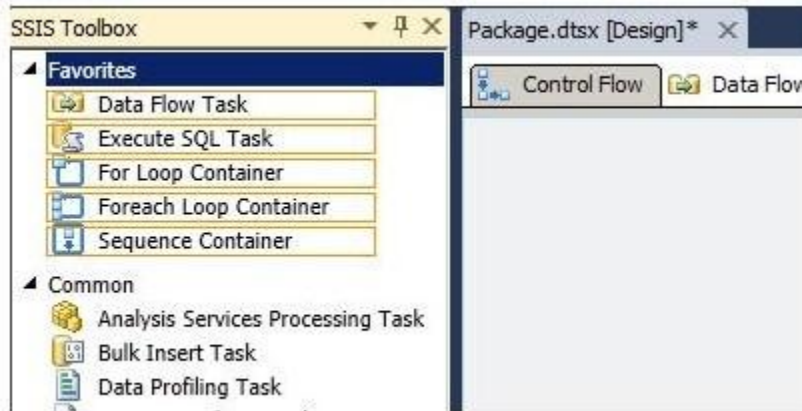 SSIS Toolbox
Favorites
Data Flow Task
Execute SQL Task
For Loop Container
Foreach Loop Container
Sequence Container
Common
Analysis Services Processing Task
Bulk Insert Task
Data Profiling Task
Package.dtsx [Design]*
Control Flow
Data Flow